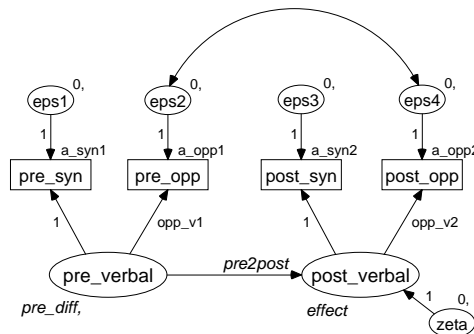 0, 0, 0, 0,
eps1 eps2 eps3 eps4
1 1 1 1
a_syn1 a_opp1 a_syn2 a_opp2
pre_syn pre_opp post_syn post_opp
1 opp_v1 1 opp_v2
pre_verbal pre2post post_verbal
pre_diff, effect 1 0,
zeta